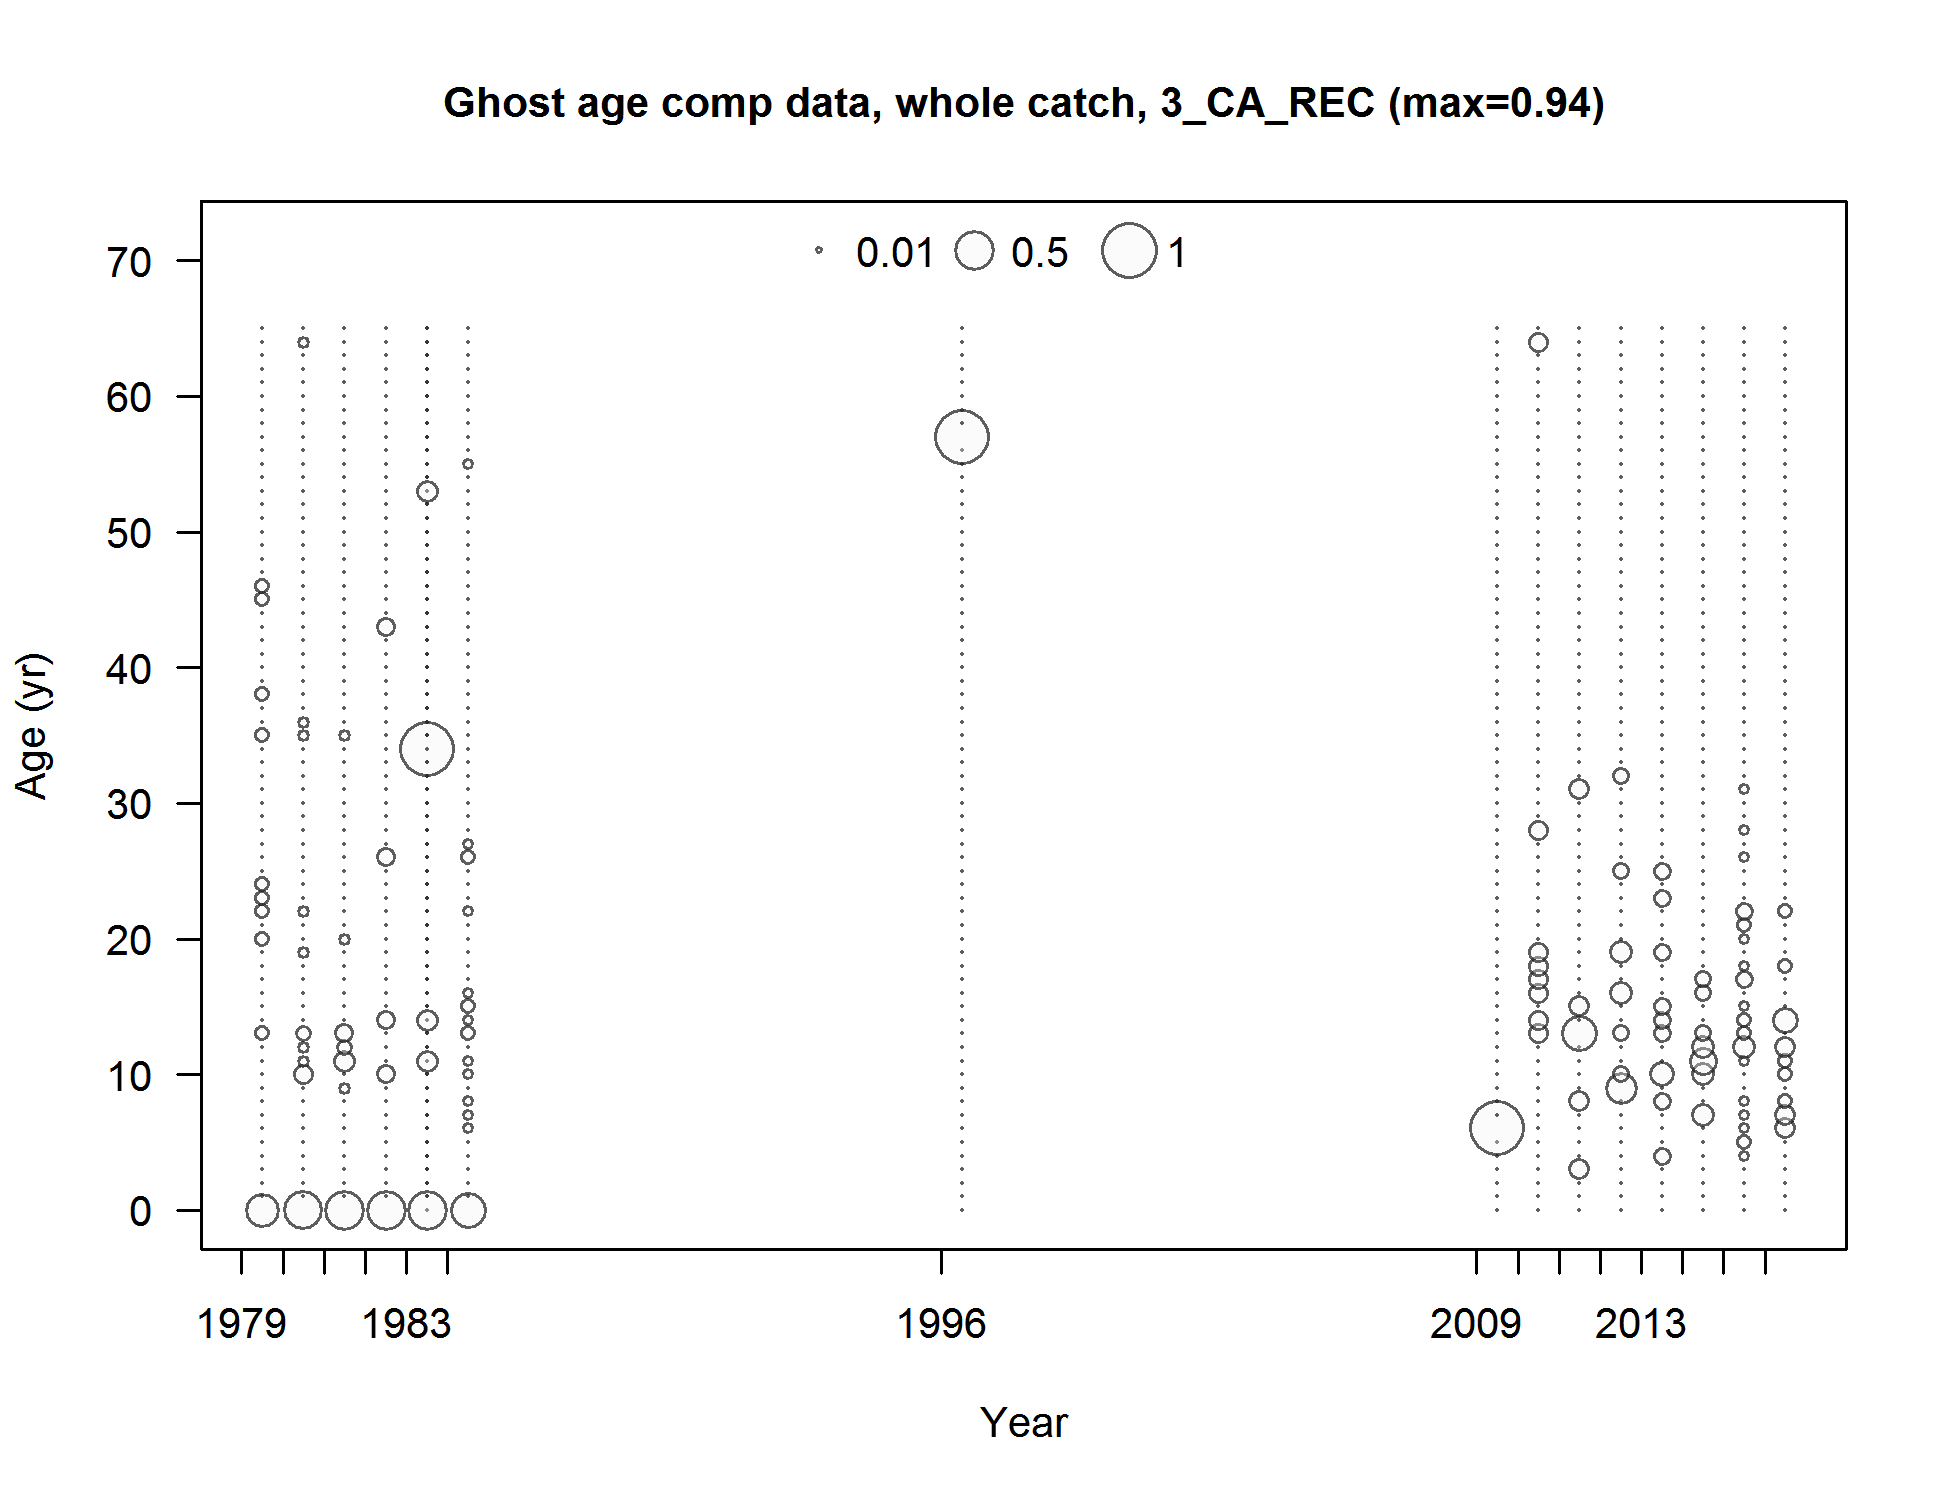 Ghost age comp data, whole catch, 3_CA_REC (max=0.94)
0.01 0.5 1
70
60
50
40
30
20
10
0
Age (yr)
1979 1983 1996 2009 2013
Year